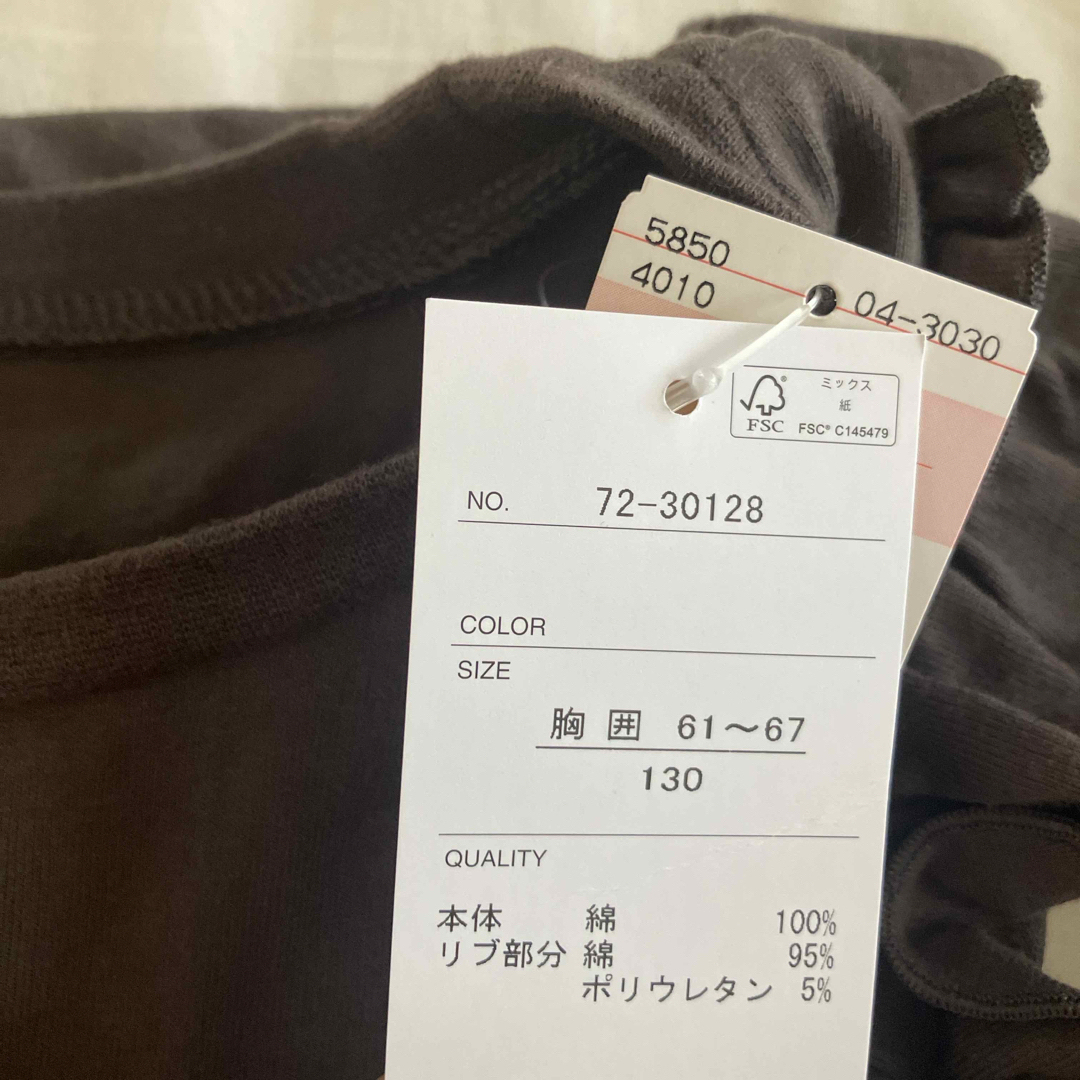 5850
4010
04-3030
FSC®
ミックス
紙
FSC® C145479
NO. 72-30128
COLOR
SIZE
胸囲 61〜67
130
QUALITY
本体 綿 100%
リブ部分 綿 95%
ポリウレタン 5%